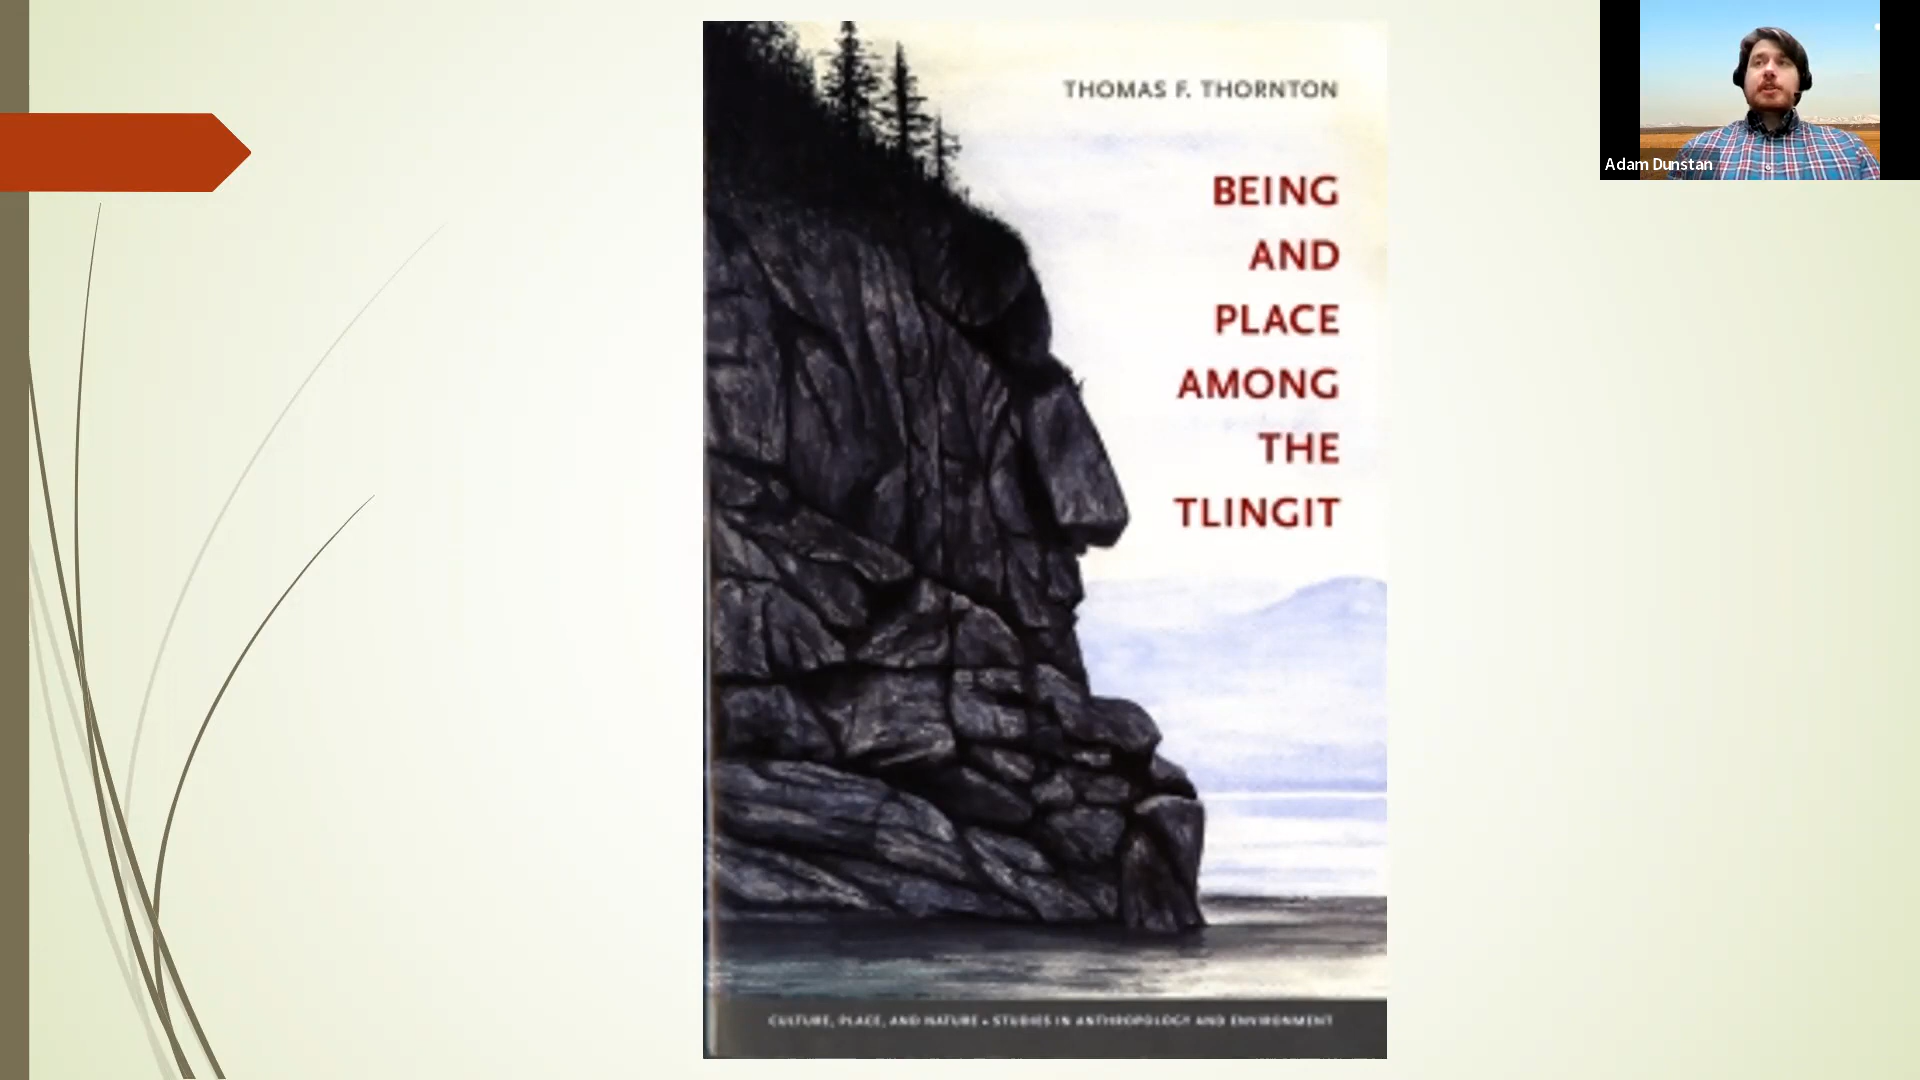 THOMAS F. THORNTON
BEING
AND
PLACE
AMONG
THE
TLINGIT
CULTURE, PLACE, AND NATURE • STUDIES IN ANTHROPOLOGY AND ENVIRONMENT
Adam Dunstan